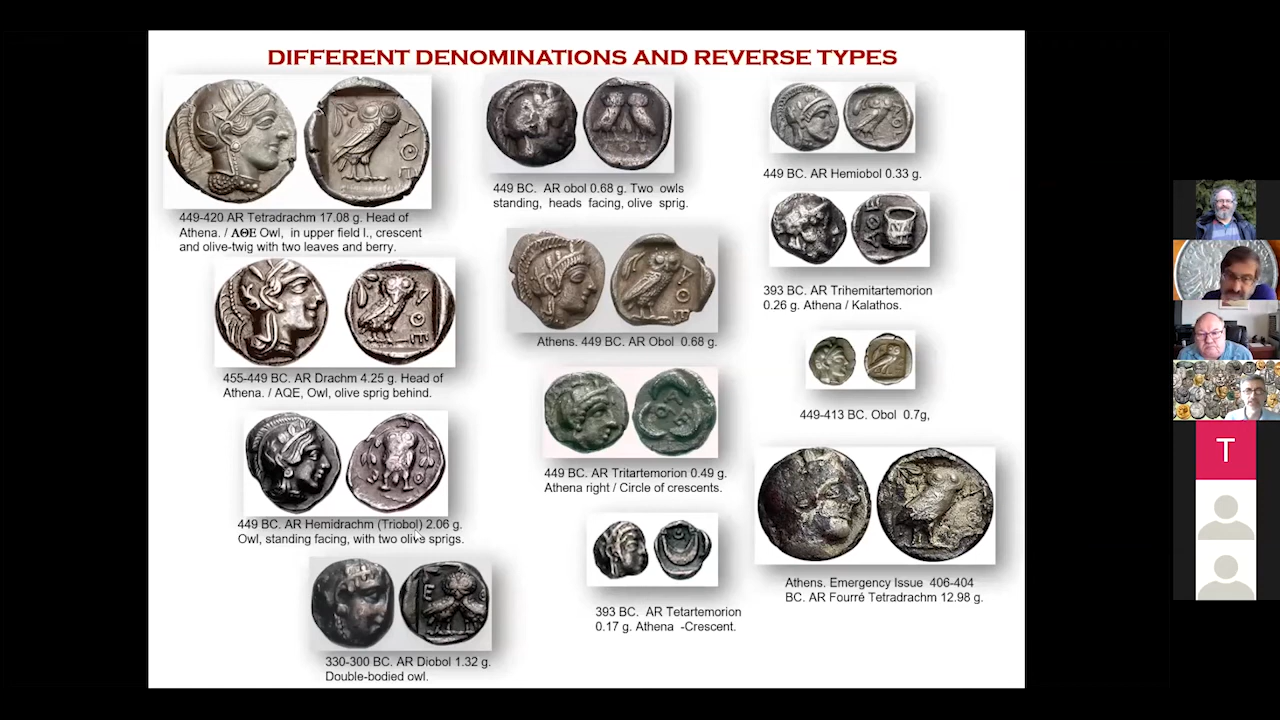 DIFFERENT DENOMINATIONS AND REVERSE TYPES
449-420 AR Tetradrachm 17.08 g. Head of
Athena. / ΑΘΕ Owl, in upper field l., crescent
and olive-twig with two leaves and berry.
455-449 BC. AR Drachm 4.25 g. Head of
Athena. / AQE, Owl, olive sprig behind.
449 BC. AR Hemidrachm (Triobol) 2.06 g.
Owl, standing facing, with two olive sprigs.
330-300 BC. AR Diobol 1.32 g.
Double-bodied owl.
449 BC. AR obol 0.68 g. Two owls
standing, heads facing, olive sprig.
Athens. 449 BC. AR Obol 0.68 g.
449 BC. AR Tritartemorion 0.49 g.
Athena right / Circle of crescents.
393 BC. AR Tetartemorion
0.17 g. Athena -Crescent.
449 BC. AR Hemiobol 0.33 g.
393 BC. AR Trihemitartemorion
0.26 g. Athena / Kalathos.
449-413 BC. Obol 0.7g,
Athens. Emergency Issue 406-404
BC. AR Fourré Tetradrachm 12.98 g.
ΑΘΕ
ΑΘΕ
ΑΘΕ
ΑΘΕ
Ε
T